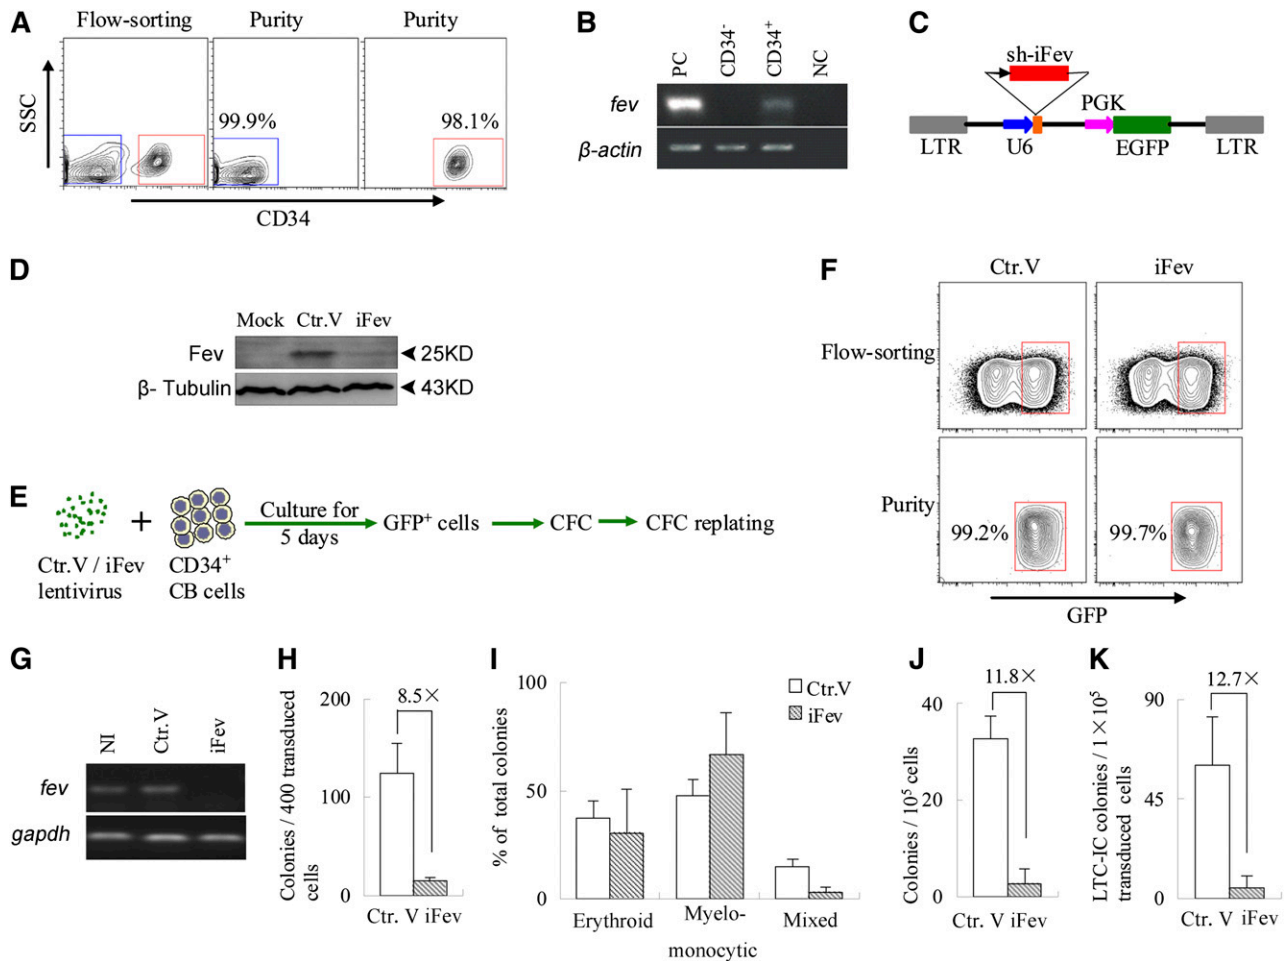 A
Flow-sorting
Purity
Purity
SSC
99.9%
98.1%
CD34
B
PC
CD34-
CD34+
NC
fev
β-actin
C
sh-iFev
PGK
LTR
U6
EGFP
LTR
D
Mock Ctr.V iFev
Fev
25KD
β- Tubulin
43KD
E
Ctr.V / iFev
lentivirus
+
CD34+
CB cells
Culture for
5 days
GFP+ cells
CFC
CFC replating
F
Ctr.V
iFev
Flow-sorting
Purity
99.2%
99.7%
GFP
G
NI
Ctr.V
iFev
fev
gapdh
H
Colonies / 400 transduced
cells
200
100
0
8.5×
Ctr. V iFev
I
% of total colonies
100
50
0
Ctr.V
iFev
Erythroid
Myelo-
monocytic
Mixed
J
Colonies / 10⁵ cells
40
20
0
11.8×
Ctr. V iFev
K
LTC-IC colonies / 1×10⁵
transduced cells
90
45
0
12.7×
Ctr. V iFev